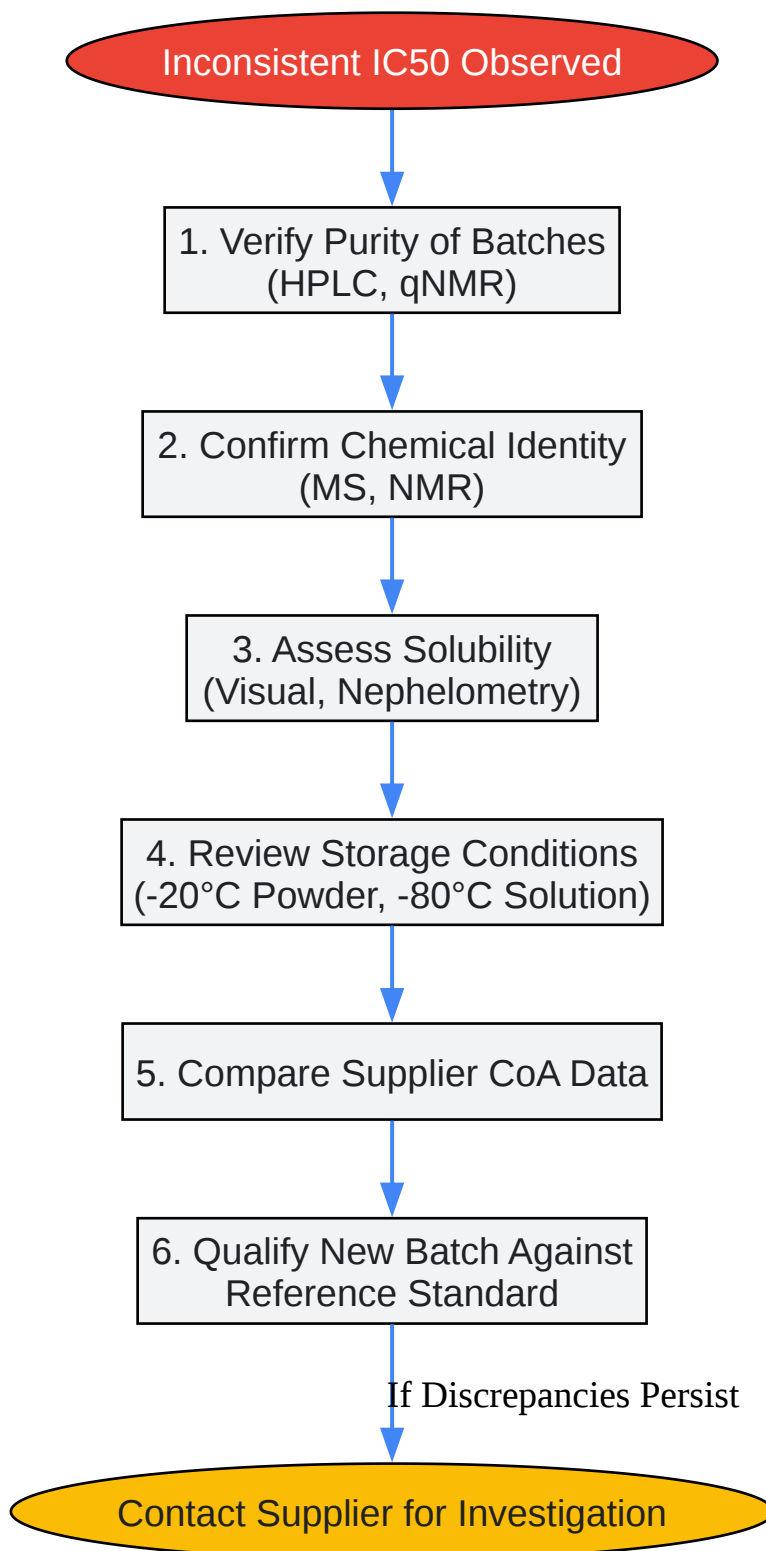 Inconsistent IC50 Observed
1. Verify Purity of Batches
(HPLC, qNMR)
2. Confirm Chemical Identity
(MS, NMR)
3. Assess Solubility
(Visual, Nephelometry)
4. Review Storage Conditions
(-20°C Powder, -80°C Solution)
5. Compare Supplier CoA Data
6. Qualify New Batch Against
Reference Standard
If Discrepancies Persist
Contact Supplier for Investigation